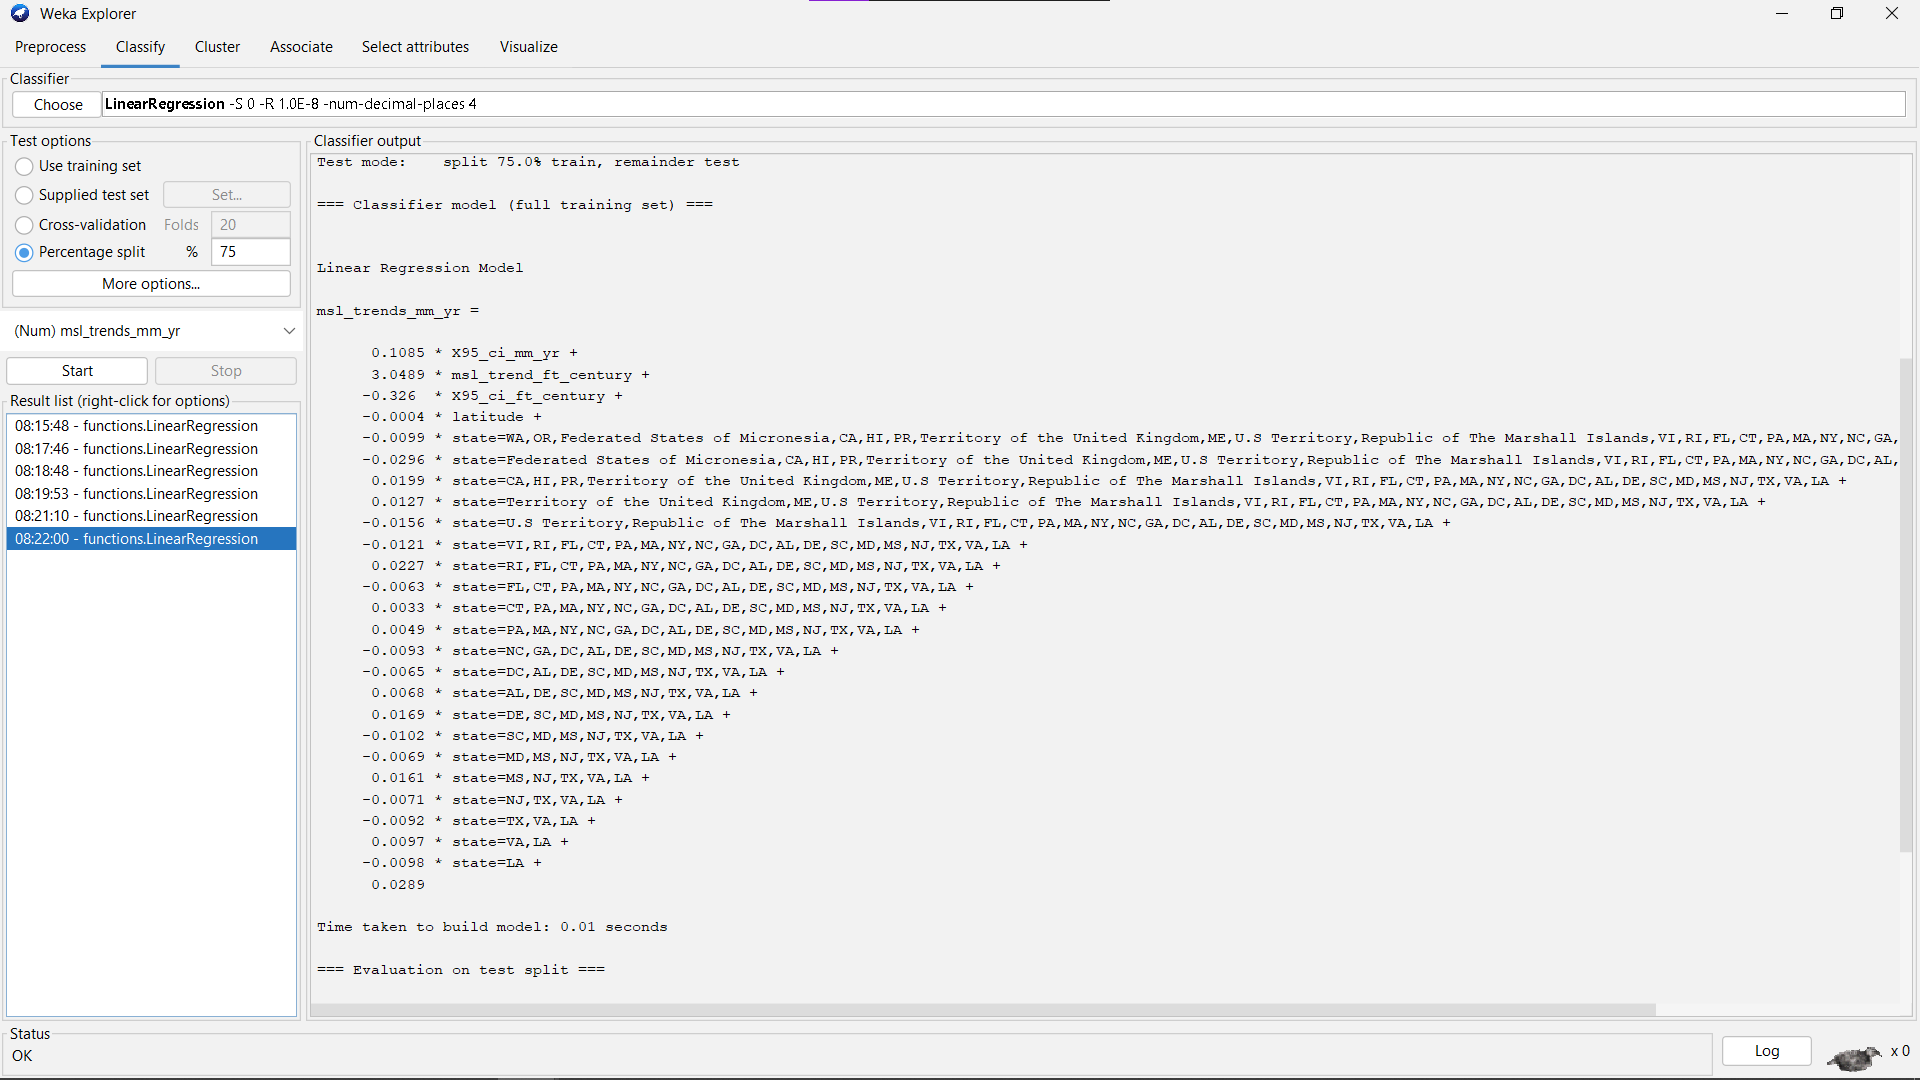 Weka Explorer
Preprocess Classify Cluster Associate Select attributes Visualize
Classifier
Choose LinearRegression -S 0 -R 1.0E-8 -num-decimal-places 4
Test options
Use training set
Supplied test set Set...
Cross-validation Folds 20
Percentage split % 75
More options...
(Num) msl_trends_mm_yr
Start Stop
Result list (right-click for options)
08:15:48 - functions.LinearRegression
08:17:46 - functions.LinearRegression
08:18:48 - functions.LinearRegression
08:19:53 - functions.LinearRegression
08:21:10 - functions.LinearRegression
08:22:00 - functions.LinearRegression
Classifier output
Test mode: split 75.0% train, remainder test
=== Classifier model (full training set) ===
Linear Regression Model
msl_trends_mm_yr =
0.1085 * X95_ci_mm_yr +
3.0489 * msl_trend_ft_century +
-0.326 * X95_ci_ft_century +
-0.0004 * latitude +
-0.0099 * state=WA,OR,Federated States of Micronesia,CA,HI,PR,Territory of the United Kingdom,ME,U.S Territory,Republic of The Marshall Islands,VI,RI,FL,CT,PA,MA,NY,NC,GA,
-0.0296 * state=Federated States of Micronesia,CA,HI,PR,Territory of the United Kingdom,ME,U.S Territory,Republic of The Marshall Islands,VI,RI,FL,CT,PA,MA,NY,NC,GA,DC,AL,
0.0199 * state=CA,HI,PR,Territory of the United Kingdom,ME,U.S Territory,Republic of The Marshall Islands,VI,RI,FL,CT,PA,MA,NY,NC,GA,DC,AL,DE,SC,MD,MS,NJ,TX,VA,LA +
0.0127 * state=Territory of the United Kingdom,ME,U.S Territory,Republic of The Marshall Islands,VI,RI,FL,CT,PA,MA,NY,NC,GA,DC,AL,DE,SC,MD,MS,NJ,TX,VA,LA +
-0.0156 * state=U.S Territory,Republic of The Marshall Islands,VI,RI,FL,CT,PA,MA,NY,NC,GA,DC,AL,DE,SC,MD,MS,NJ,TX,VA,LA +
-0.0121 * state=VI,RI,FL,CT,PA,MA,NY,NC,GA,DC,AL,DE,SC,MD,MS,NJ,TX,VA,LA +
0.0227 * state=RI,FL,CT,PA,MA,NY,NC,GA,DC,AL,DE,SC,MD,MS,NJ,TX,VA,LA +
-0.0063 * state=FL,CT,PA,MA,NY,NC,GA,DC,AL,DE,SC,MD,MS,NJ,TX,VA,LA +
0.0033 * state=CT,PA,MA,NY,NC,GA,DC,AL,DE,SC,MD,MS,NJ,TX,VA,LA +
0.0049 * state=PA,MA,NY,NC,GA,DC,AL,DE,SC,MD,MS,NJ,TX,VA,LA +
-0.0093 * state=NC,GA,DC,AL,DE,SC,MD,MS,NJ,TX,VA,LA +
-0.0065 * state=DC,AL,DE,SC,MD,MS,NJ,TX,VA,LA +
0.0068 * state=AL,DE,SC,MD,MS,NJ,TX,VA,LA +
0.0169 * state=DE,SC,MD,MS,NJ,TX,VA,LA +
-0.0102 * state=SC,MD,MS,NJ,TX,VA,LA +
-0.0069 * state=MD,MS,NJ,TX,VA,LA +
0.0161 * state=MS,NJ,TX,VA,LA +
-0.0071 * state=NJ,TX,VA,LA +
-0.0092 * state=TX,VA,LA +
0.0097 * state=VA,LA +
-0.0098 * state=LA +
0.0289
Time taken to build model: 0.01 seconds
=== Evaluation on test split ===
Status
OK
Log x 0